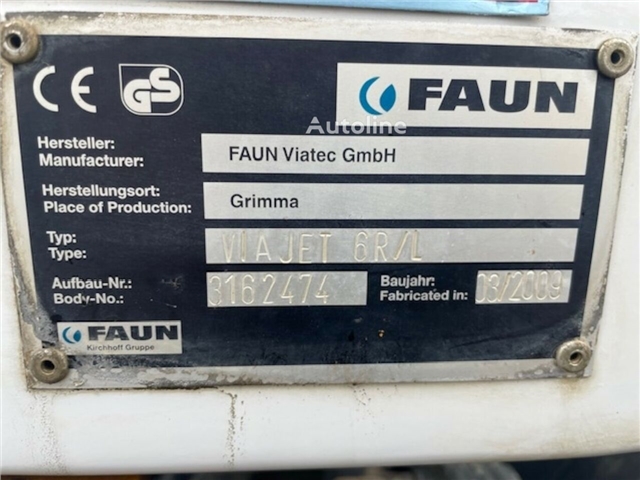 CE GS FAUN
Autoline
Hersteller:
Manufacturer: FAUN Viatec GmbH
Herstellungsort:
Place of Production: Grimma
Typ:
Type: VIAJET 6R/L
Aufbau-Nr.: Baujahr:
Body-No.: 8162474 Fabricated in: 03/2009
FAUN
Kirchhoff Gruppe